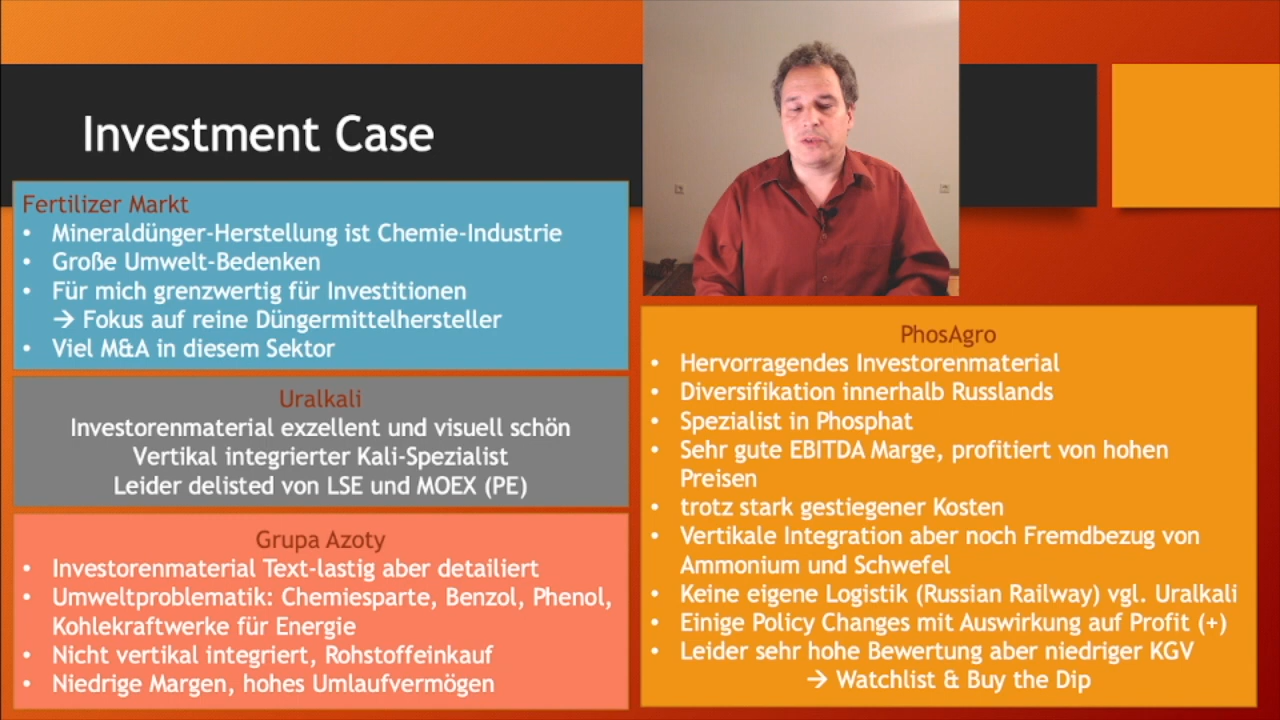 Investment Case
Fertilizer Markt
• Mineraldünger-Herstellung ist Chemie-Industrie
• Große Umwelt-Bedenken
• Für mich grenzwertig für Investitionen
→ Fokus auf reine Düngermittelhersteller
• Viel M&A in diesem Sektor
Uralkali
Investorenmaterial exzellent und visuell schön
Vertikal integrierter Kali-Spezialist
Leider delisted von LSE und MOEX (PE)
Grupa Azoty
• Investorenmaterial Text-lastig aber detailiert
• Umweltproblematik: Chemiesparte, Benzol, Phenol,
Kohlekraftwerke für Energie
• Nicht vertikal integriert, Rohstoffeinkauf
• Niedrige Margen, hohes Umlaufvermögen
PhosAgro
• Hervorragendes Investorenmaterial
• Diversifikation innerhalb Russlands
• Spezialist in Phosphat
• Sehr gute EBITDA Marge, profitiert von hohen
Preisen
• trotz stark gestiegener Kosten
• Vertikale Integration aber noch Fremdbezug von
Ammonium und Schwefel
• Keine eigene Logistik (Russian Railway) vgl. Uralkali
• Einige Policy Changes mit Auswirkung auf Profit (+)
• Leider sehr hohe Bewertung aber niedriger KGV
→ Watchlist & Buy the Dip